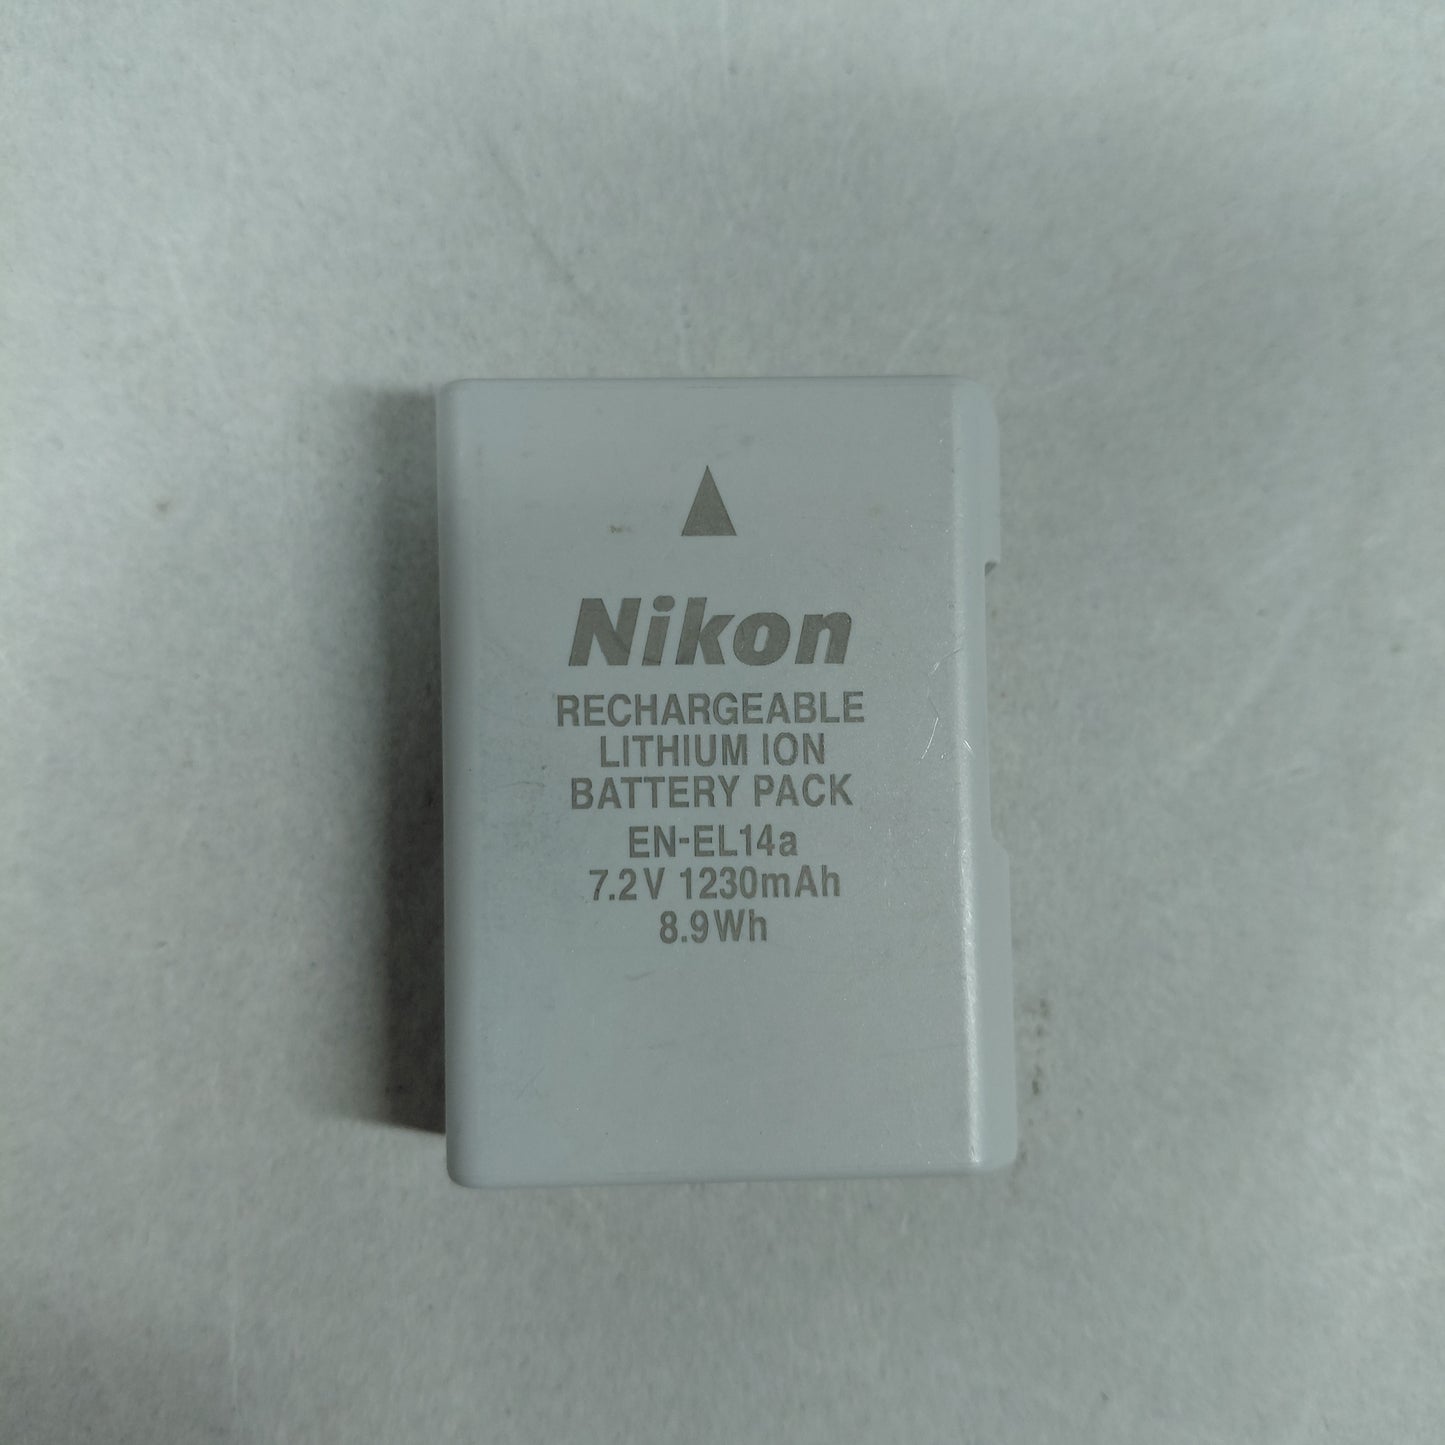 Nikon
RECHARGEABLE
LITHIUM ION
BATTERY PACK
EN-EL14a
7.2V 1230mAh
8.9Wh